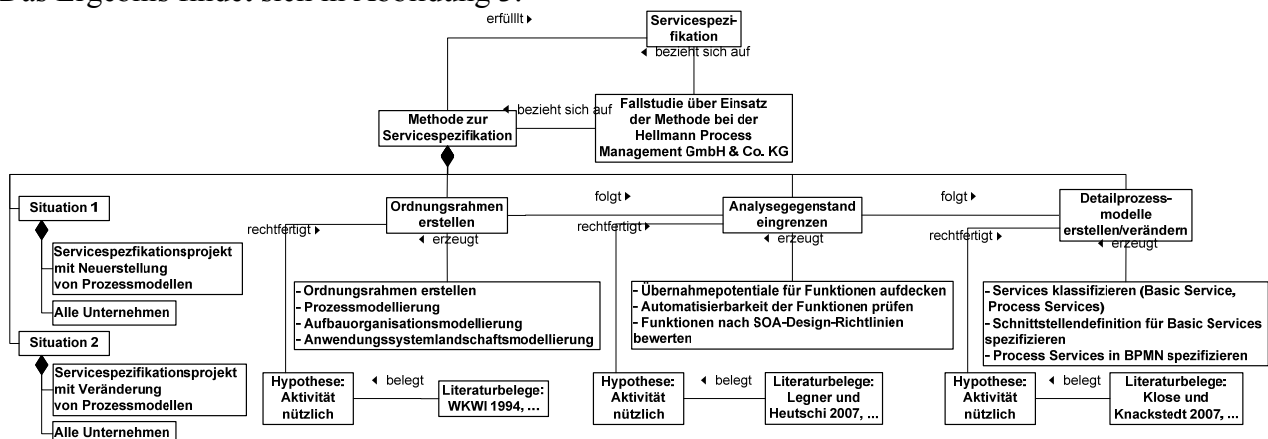 Das Ergebnis findet sich in Abbildung 3.
erfüllt ▶
Servicespezi-
fikation
◀ bezieht sich auf
Methode zur
Servicespezifikation
◀ bezieht sich auf
Fallstudie über Einsatz
der Methode bei der
Hellmann Process
Management GmbH & Co. KG
Situation 1
Servicespezfikationsprojekt
mit Neuerstellung
von Prozessmodellen
Alle Unternehmen
Situation 2
Servicespezfikationsprojekt
mit Veränderung
von Prozessmodellen
Alle Unternehmen
Ordnungsrahmen
erstellen
folgt ▶
Analysegegenstand
eingrenzen
folgt ▶
Detailprozess-
modelle
erstellen/verändern
rechtfertigt ▶
◀ erzeugt
- Ordnungsrahmen erstellen
- Prozessmodellierung
- Aufbauorganisationsmodellierung
- Anwendungssystemlandschaftsmodellierung
Hypothese:
Aktivität
nützlich
◀ belegt
Literaturbelege:
WKWI 1994, ...
rechtfertigt ▶
◀ erzeugt
- Übernahmepotentiale für Funktionen aufdecken
- Automatisierbarkeit der Funktionen prüfen
- Funktionen nach SOA-Design-Richtlinien
bewerten
Hypothese:
Aktivität
nützlich
◀ belegt
Literaturbelege:
Legner und
Heutschi 2007, ...
rechtfertigt ▶
◀ erzeugt
- Services klassifizieren (Basic Service,
Process Services)
- Schnittstellendefinition für Basic Services
spezifizieren
- Process Services in BPMN spezifizieren
Hypothese:
Aktivität
nützlich
◀ belegt
Literaturbelege:
Klose und
Knackstedt 2007, ...